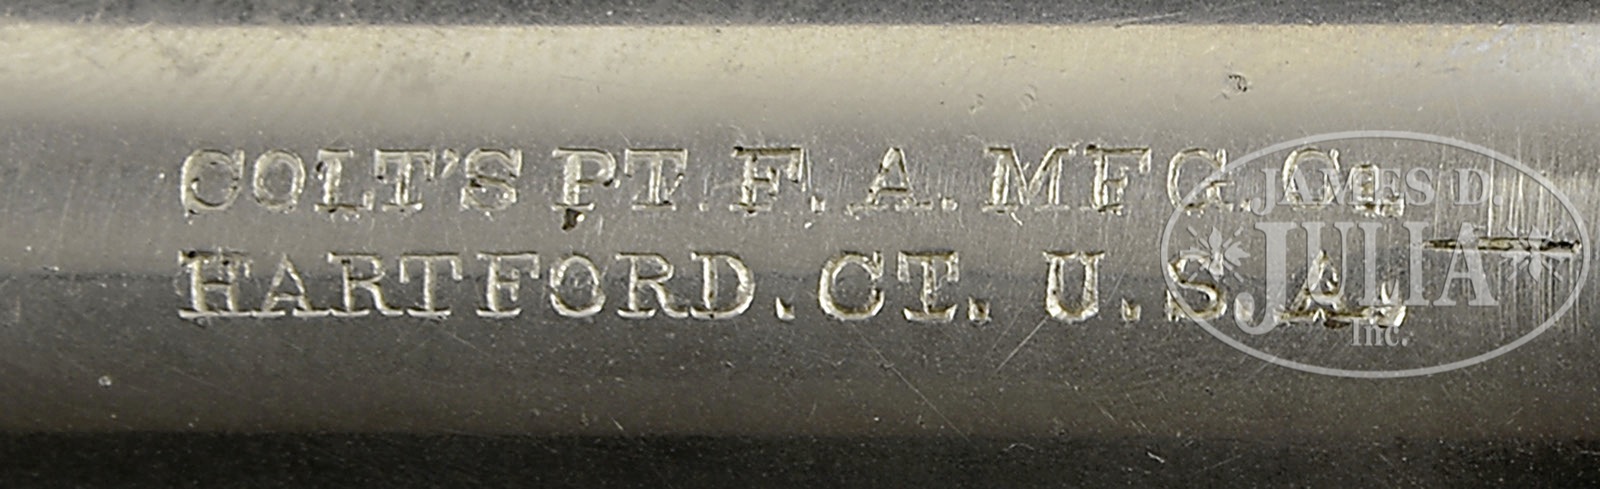 COLT'S PT. F. A. MFG. Co.
HARTFORD. CT. U. S. A.
JAMES D.
JULIA
Inc.